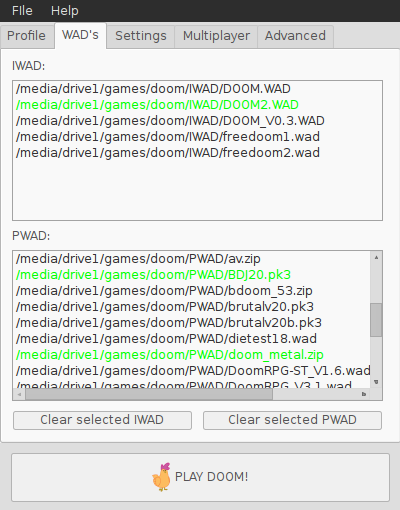 FIle Help
Profile WAD's Settings Multiplayer Advanced
IWAD:
/media/drive1/games/doom/IWAD/DOOM.WAD
/media/drive1/games/doom/IWAD/DOOM2.WAD
/media/drive1/games/doom/IWAD/DOOM_V0.3.WAD
/media/drive1/games/doom/IWAD/freedoom1.wad
/media/drive1/games/doom/IWAD/freedoom2.wad
PWAD:
/media/drive1/games/doom/PWAD/av.zip
/media/drive1/games/doom/PWAD/BDJ20.pk3
/media/drive1/games/doom/PWAD/bdoom_53.zip
/media/drive1/games/doom/PWAD/brutalv20.pk3
/media/drive1/games/doom/PWAD/brutalv20b.pk3
/media/drive1/games/doom/PWAD/dietest18.wad
/media/drive1/games/doom/PWAD/doom_metal.zip
/media/drive1/games/doom/PWAD/DoomRPG-ST_V1.6.wad
/media/drive1/games/doom/PWAD/DoomRPG_V3.1.wad
Clear selected IWAD Clear selected PWAD
PLAY DOOM!